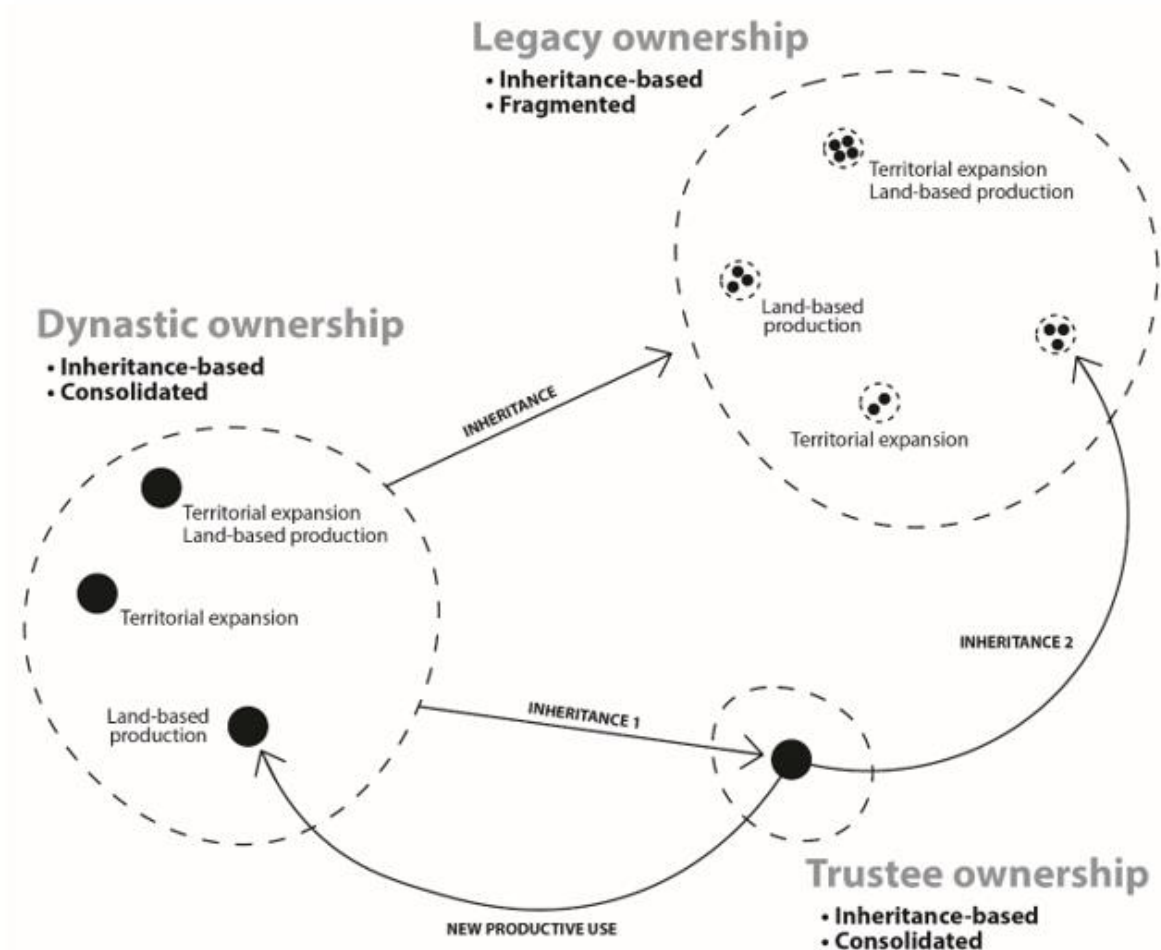 Legacy ownership
• Inheritance-based
• Fragmented
Territorial expansion
Land-based production
Land-based
production
Territorial expansion
Dynastic ownership
• Inheritance-based
• Consolidated
INHERITANCE
Territorial expansion
Land-based production
Territorial expansion
Land-based
production
INHERITANCE 1
INHERITANCE 2
NEW PRODUCTIVE USE
Trustee ownership
• Inheritance-based
• Consolidated